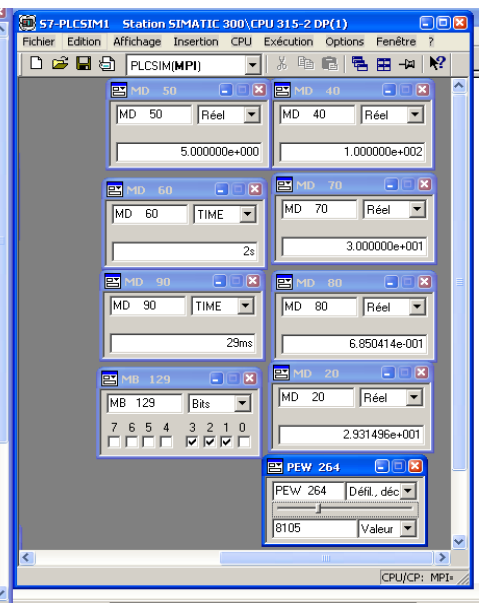 S7-PLCSIM1 Station SIMATIC 300\CPU 315-2 DP(1)
Fichier Edition Affichage Insertion CPU Exécution Options Fenêtre ?
PLCSIM(MPI)
MD 50
MD 50 Réel
5.000000e+000
MD 40
MD 40 Réel
1.000000e+002
MD 60
MD 60 TIME
2s
MD 70
MD 70 Réel
3.000000e+001
MD 90
MD 90 TIME
29ms
MD 80
MD 80 Réel
6.850414e-001
MB 129
MB 129 Bits
7 6 5 4 3 2 1 0
MD 20
MD 20 Réel
2.931496e+001
PEW 264
PEW 264 Défil., déc
8105 Valeur
CPU/CP: MPI=